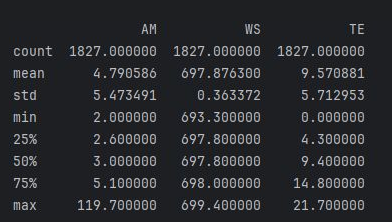 AM WS TE
count 1827.000000 1827.000000 1827.000000
mean 4.790586 697.876300 9.570881
std 5.473491 0.363372 5.712953
min 2.000000 693.300000 0.000000
25% 2.600000 697.800000 4.300000
50% 3.000000 697.800000 9.400000
75% 5.100000 698.000000 14.800000
max 119.700000 699.400000 21.700000